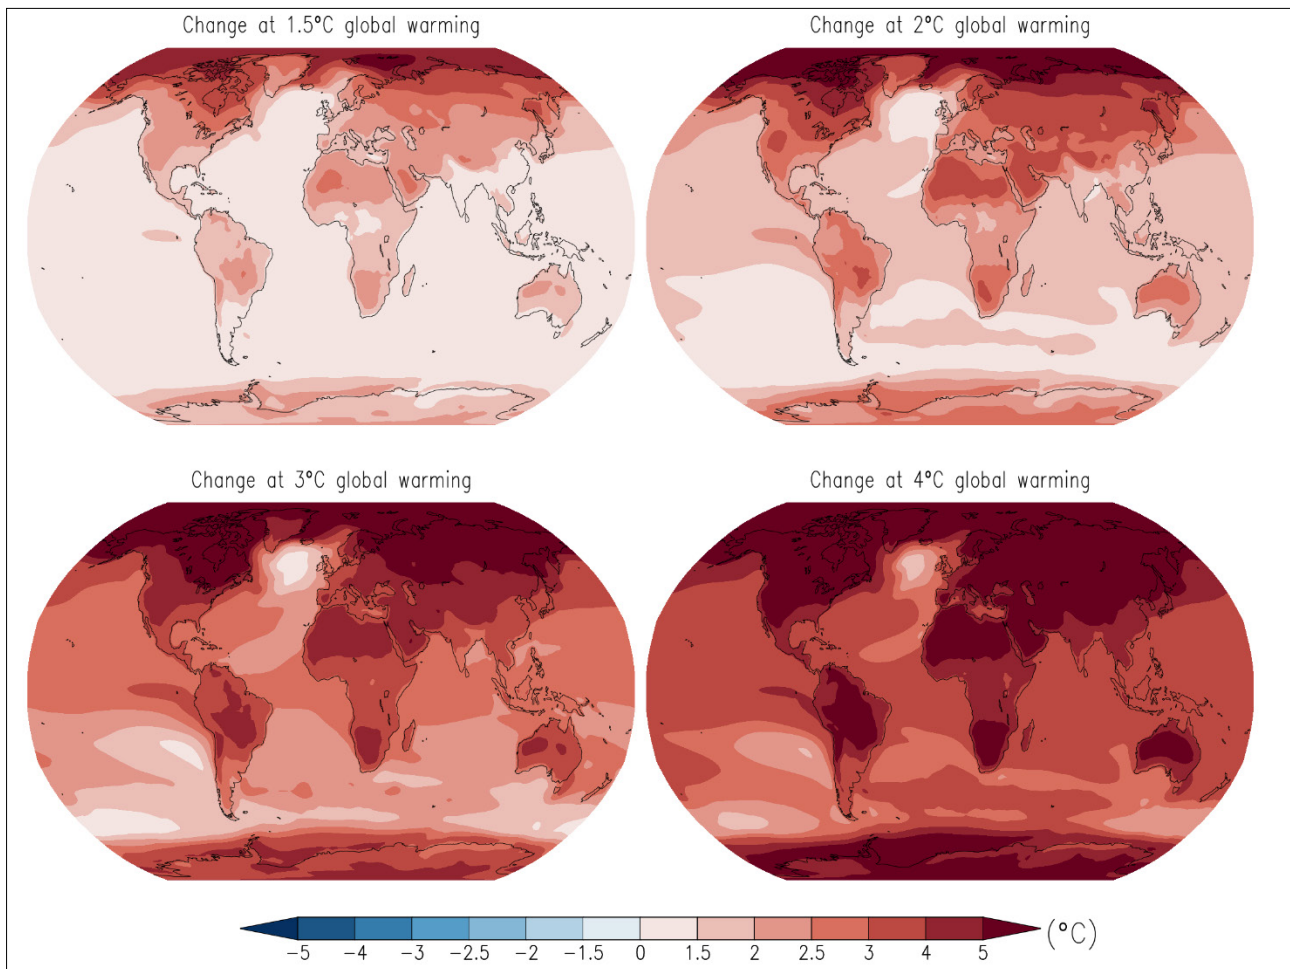 Change at 1.5°C global warming
Change at 2°C global warming
Change at 3°C global warming
Change at 4°C global warming
−5 −4 −3 −2.5 −2 −1.5 0 1.5 2 2.5 3 4 5 (°C)